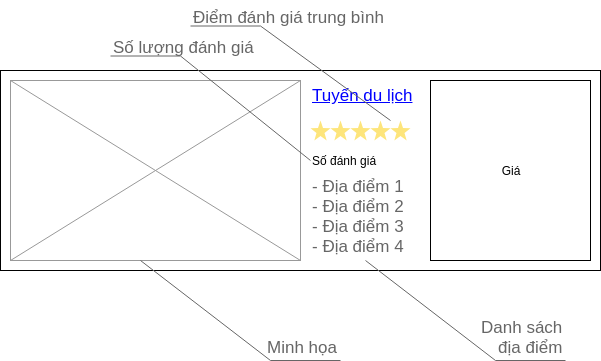 Điểm đánh giá trung bình
Số lượng đánh giá
Tuyến du lịch
Số đánh giá
- Địa điểm 1
- Địa điểm 2
- Địa điểm 3
- Địa điểm 4
Giá
Minh họa
Danh sách
địa điểm